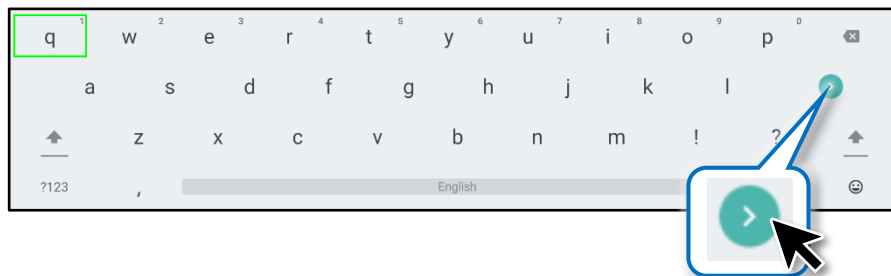 q 1 w 2 e 3 r 4 t 5 y 6 u 7 i 8 o 9 p 0
a s d f g h j k l
z x c v b n m ! ?
?123 , English